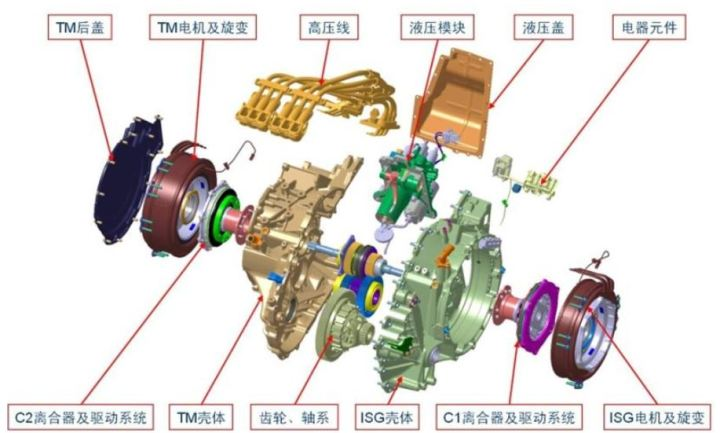 TM后盖
TM电机及旋变
高压线
液压模块
液压盖
电器元件
C2离合器及驱动系统
TM壳体
齿轮、轴系
ISG壳体
C1离合器及驱动系统
ISG电机及旋变